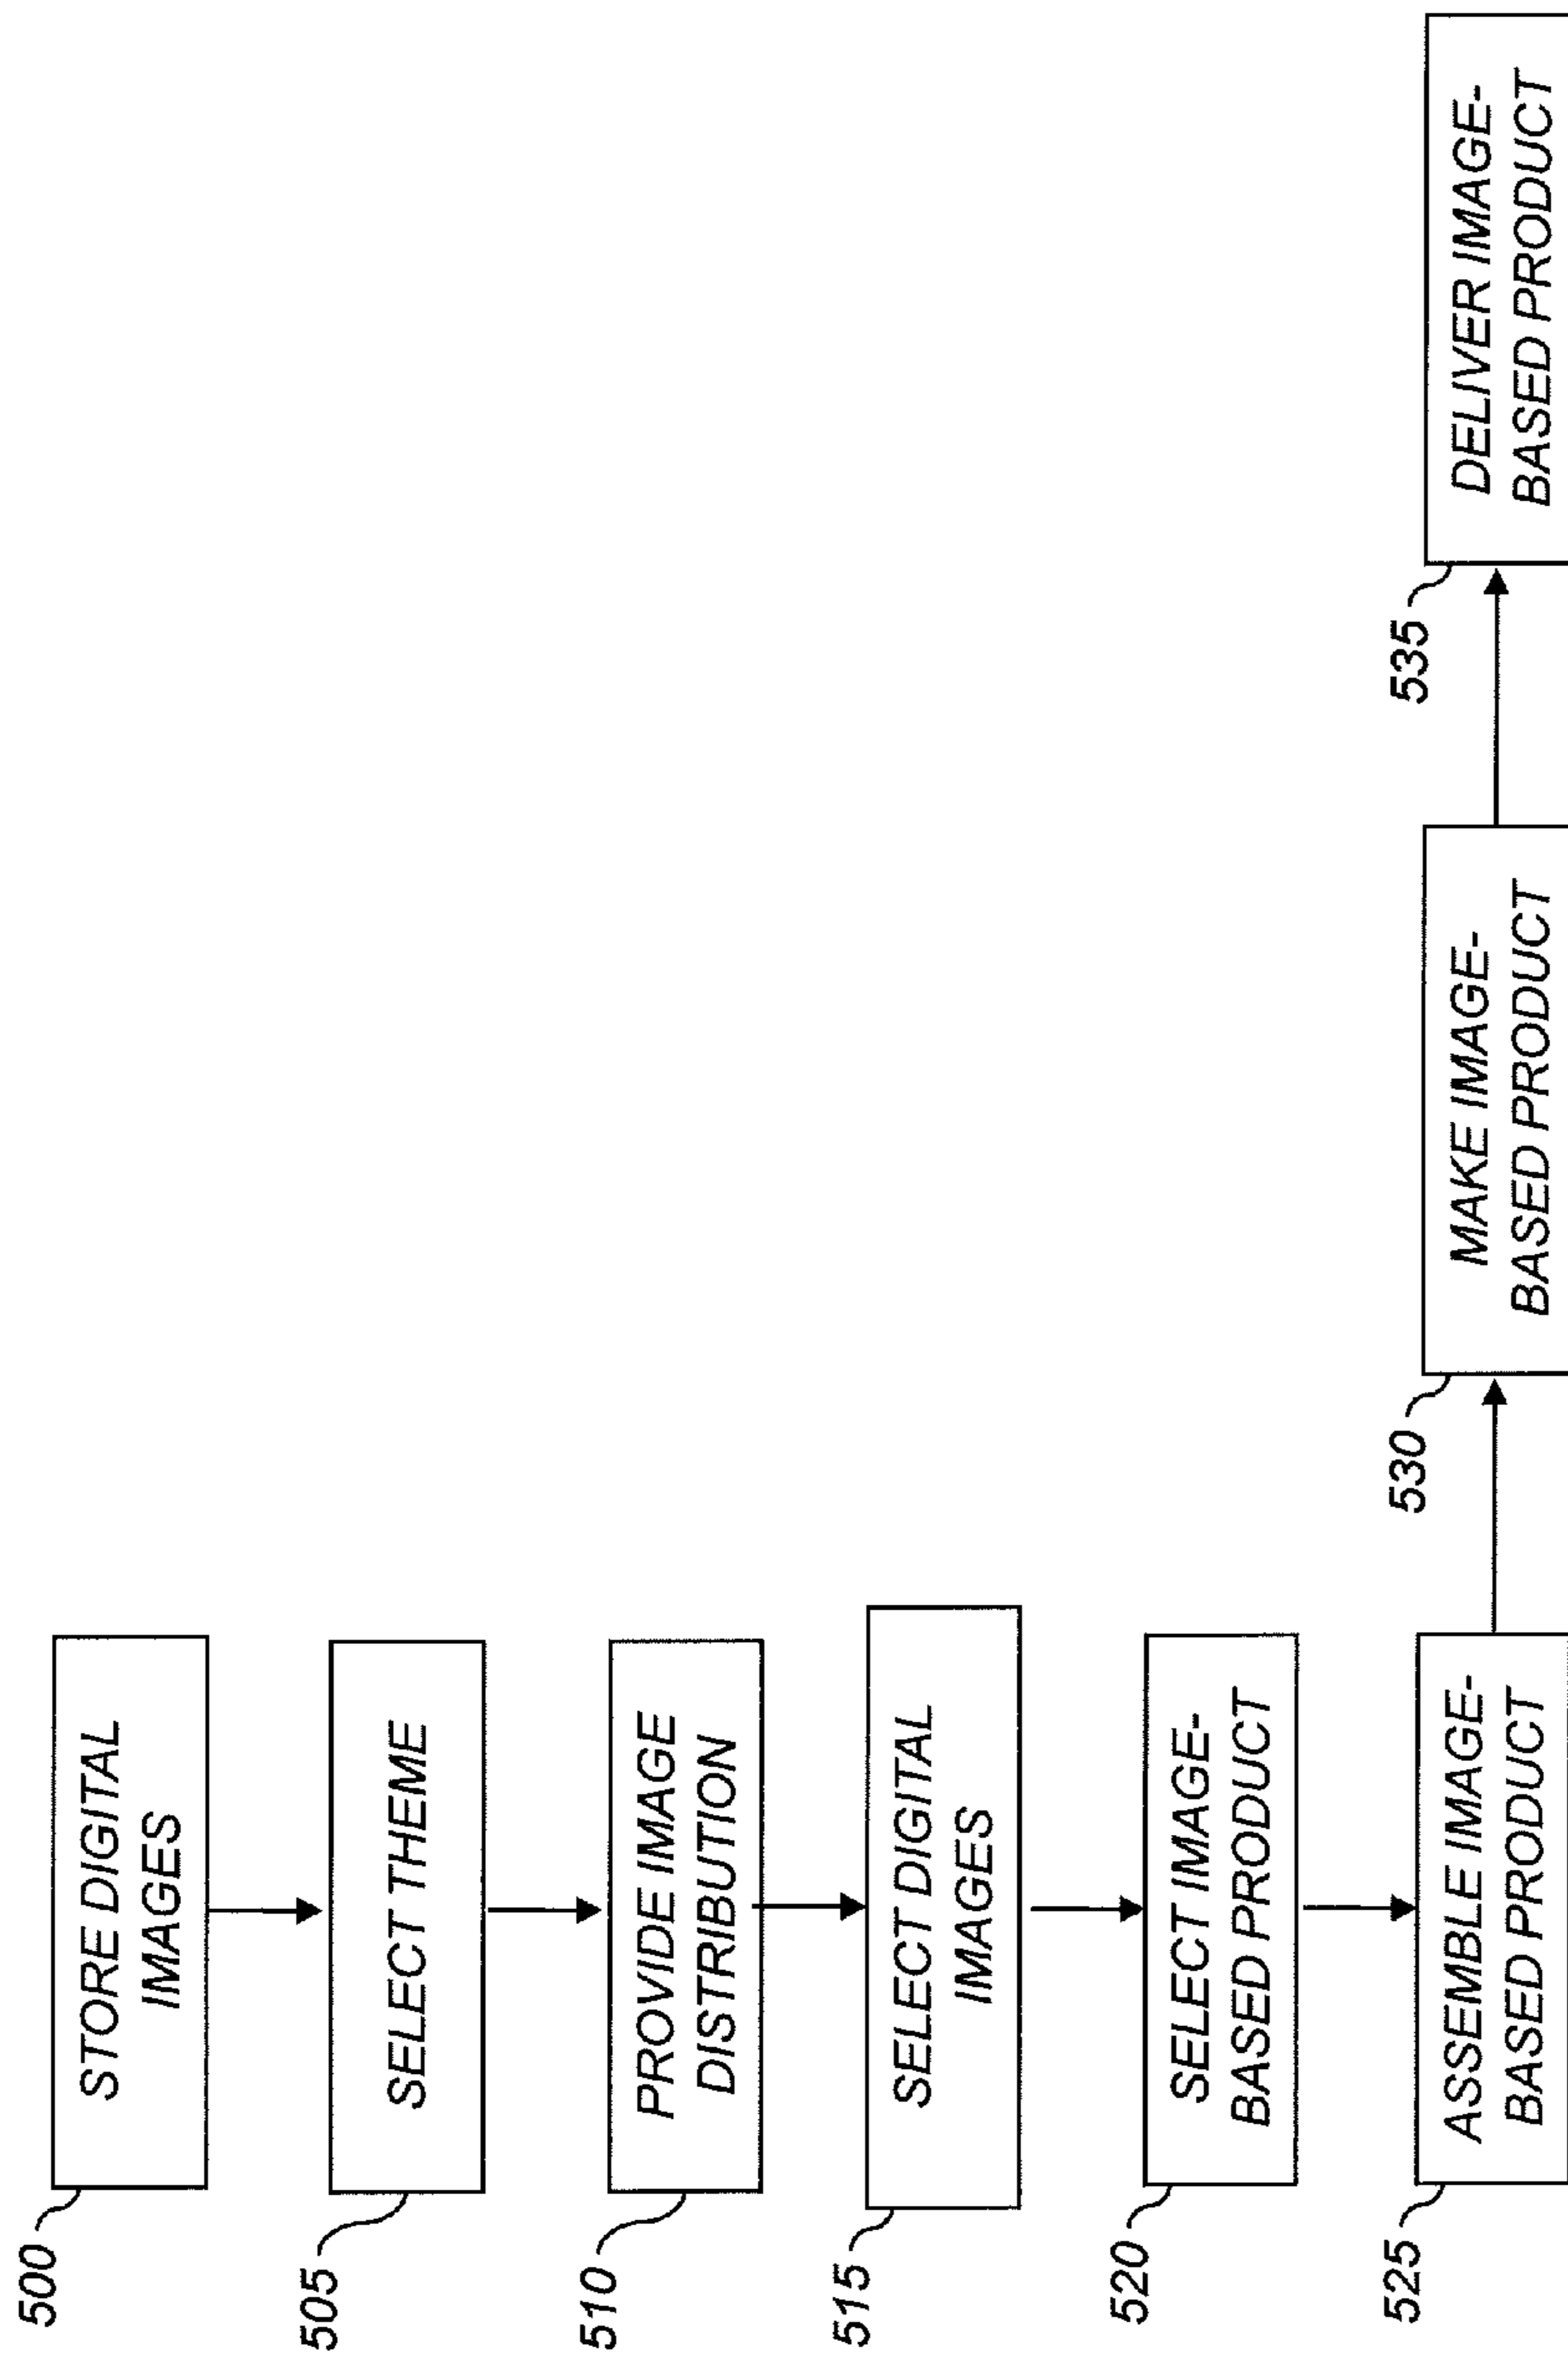 500
STORE DIGITAL
IMAGES
505
SELECT THEME
510
PROVIDE IMAGE
DISTRIBUTION
515
SELECT DIGITAL
IMAGES
520
SELECT IMAGE-
BASED PRODUCT
525
ASSEMBLE IMAGE-
BASED PRODUCT
530
MAKE IMAGE-
BASED PRODUCT
535
DELIVER IMAGE-
BASED PRODUCT